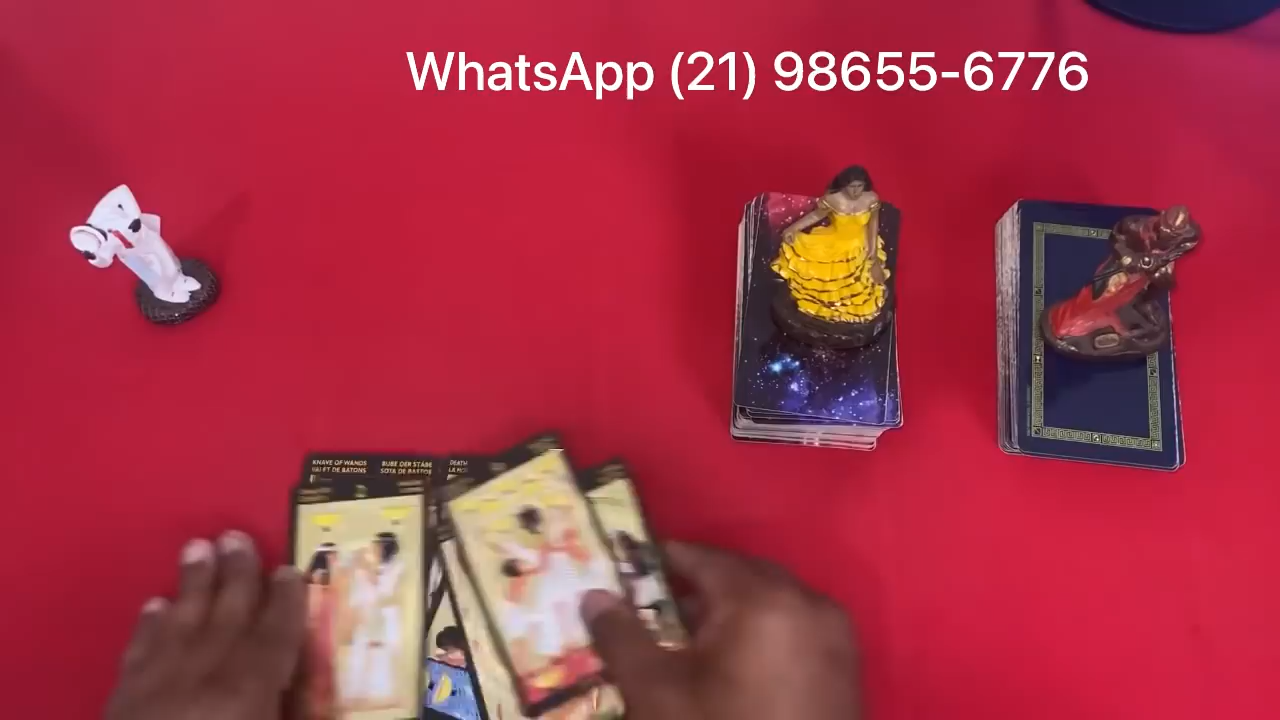 WhatsApp (21) 98655-6776
KNAVE OF WANDS BUBE DER STÄBE DEATH
VALET DE BATONS SOTA DE BASTOS